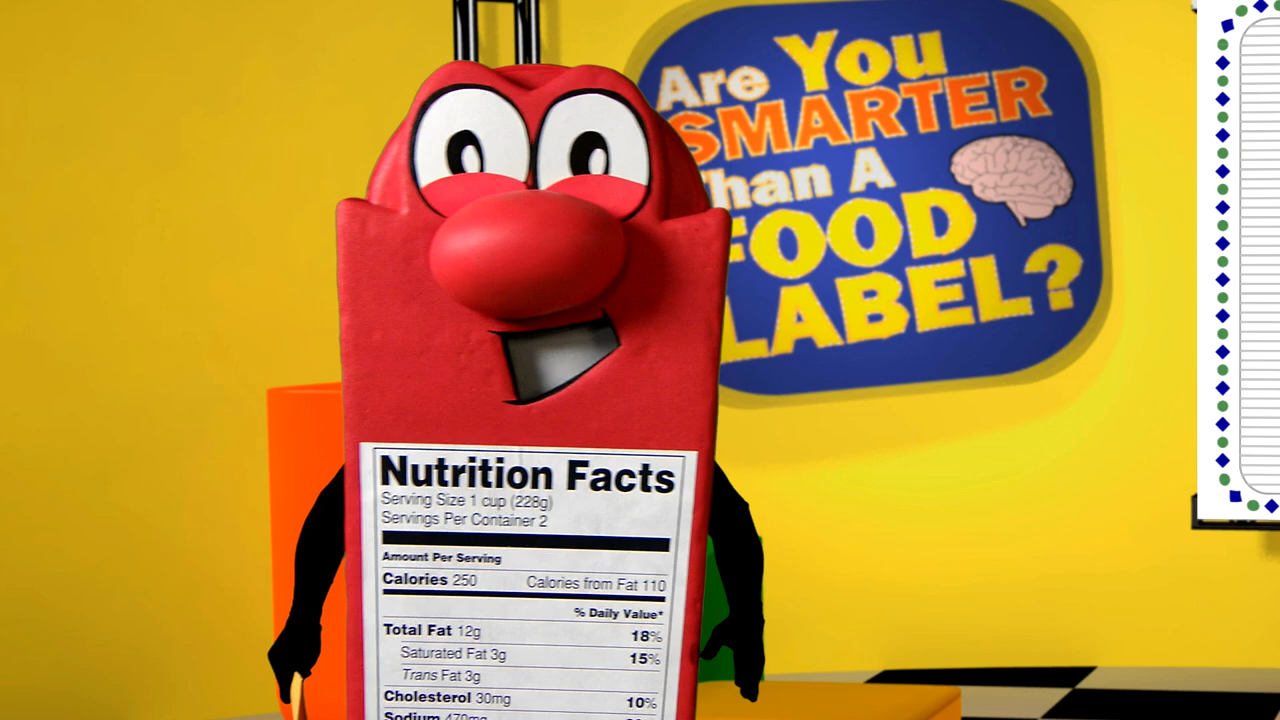 Are You
SMARTER
Than A
FOOD
LABEL?
Nutrition Facts
Serving Size 1 cup (228g)
Servings Per Container 2
Amount Per Serving
Calories 250 Calories from Fat 110
% Daily Value*
Total Fat 12g 18%
Saturated Fat 3g 15%
Trans Fat 3g
Cholesterol 30mg 10%
Sodium 470mg